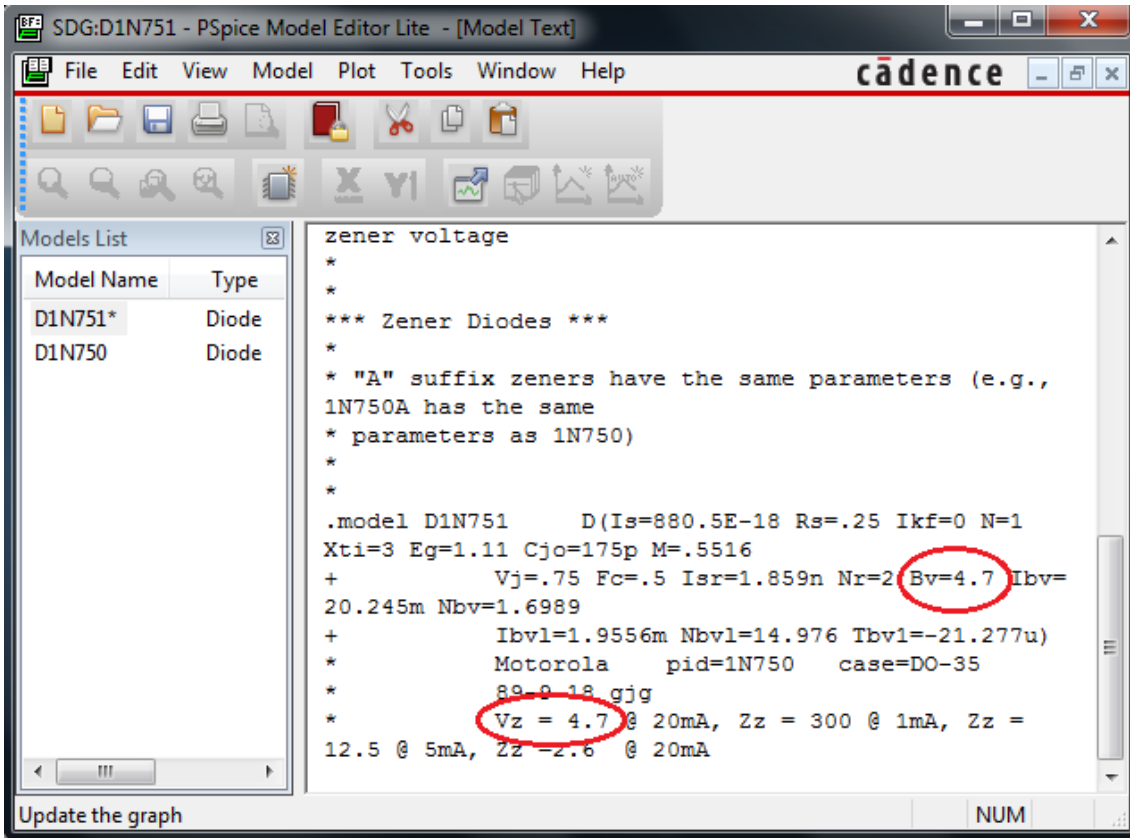 SDG:D1N751 - PSpice Model Editor Lite - [Model Text]
File Edit View Model Plot Tools Window Help
cādence
Models List
Model Name Type
D1N751* Diode
D1N750 Diode
zener voltage
*
*
*** Zener Diodes ***
*
* "A" suffix zeners have the same parameters (e.g.,
1N750A has the same
* parameters as 1N750)
*
*
.model D1N751 D(Is=880.5E-18 Rs=.25 Ikf=0 N=1
Xti=3 Eg=1.11 Cjo=175p M=.5516
+ Vj=.75 Fc=.5 Isr=1.859n Nr=2 Bv=4.7 Ibv=
20.245m Nbv=1.6989
+ Ibvl=1.9556m Nbvl=14.976 Tbv1=-21.277u)
* Motorola pid=1N750 case=DO-35
* 89-9-18 gjg
* Vz = 4.7 @ 20mA, Zz = 300 @ 1mA, Zz =
12.5 @ 5mA, Zz =2.6 @ 20mA
Update the graph
NUM